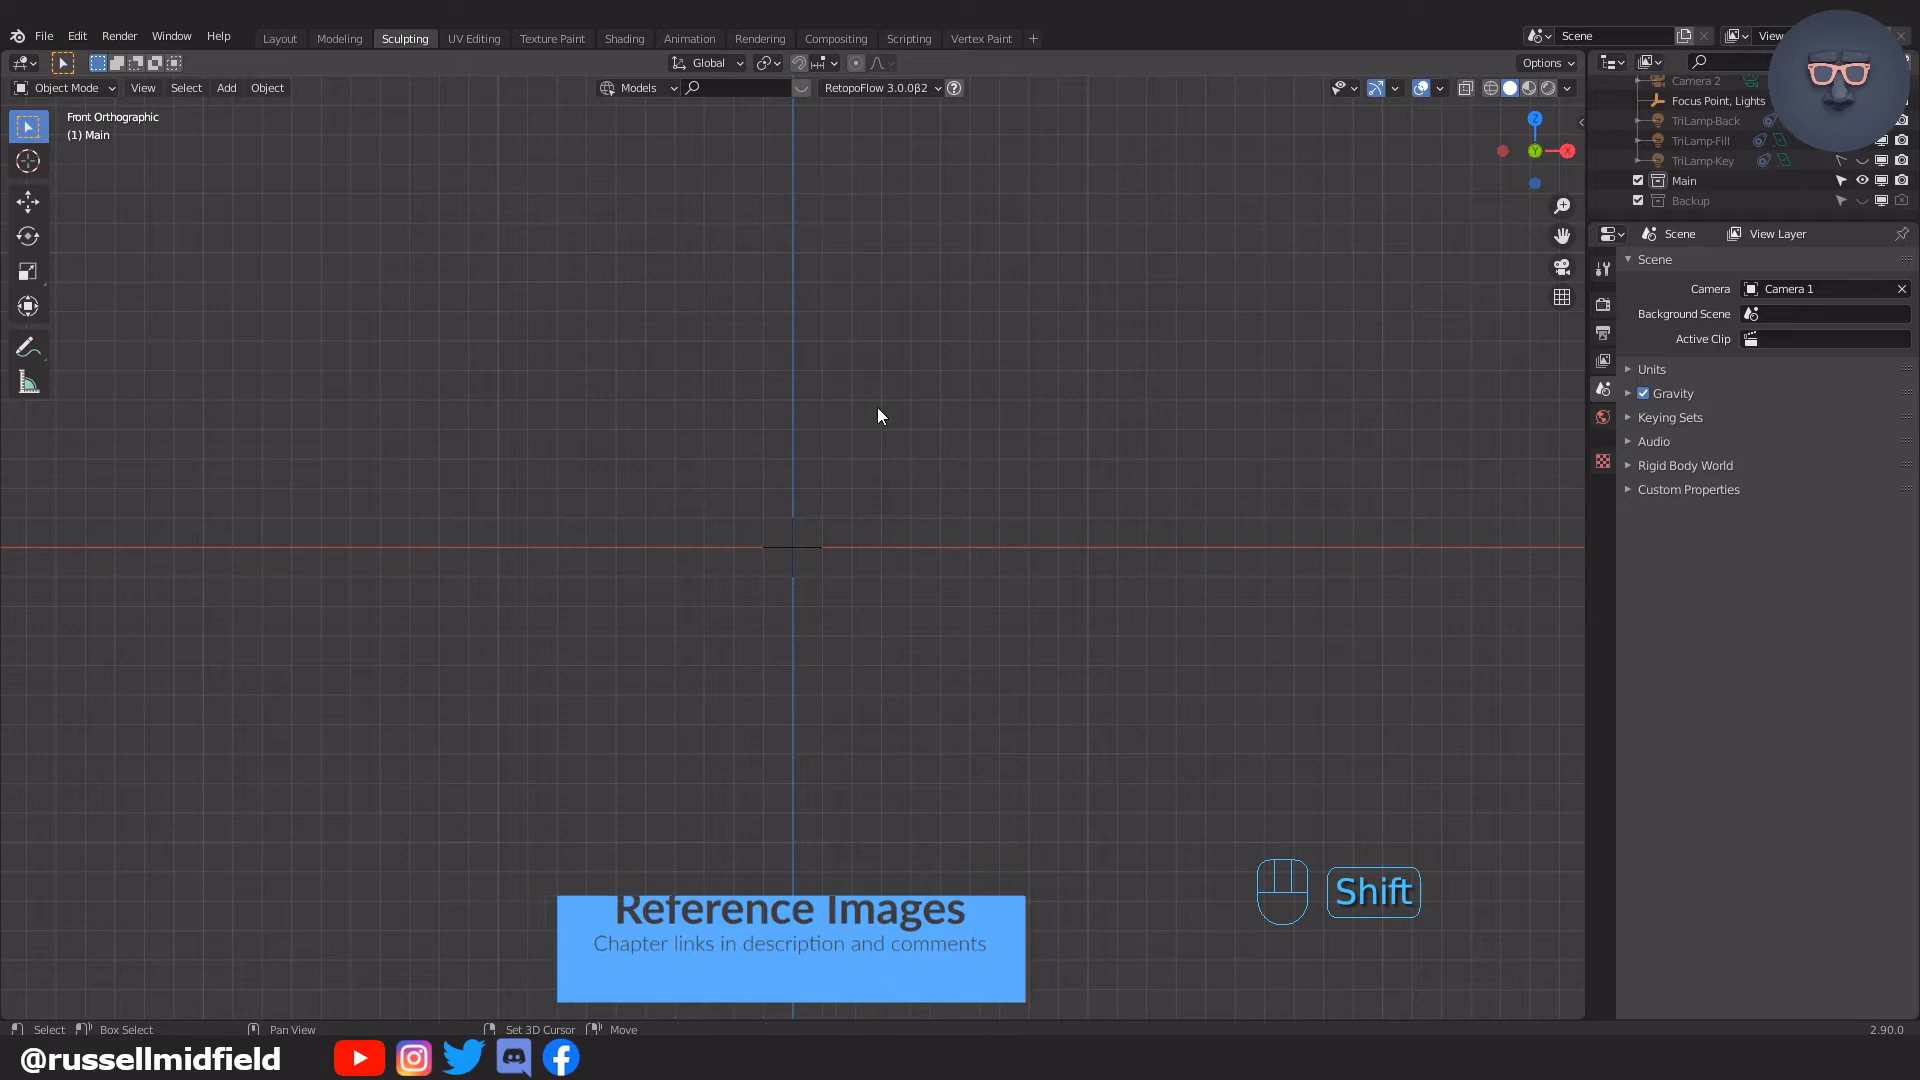 File Edit Render Window Help
Layout Modeling Sculpting UV Editing Texture Paint Shading Animation Rendering Compositing Scripting Vertex Paint +
Scene
View
Global
Options
Object Mode View Select Add Object
Models
RetopoFlow 3.0.0β2
Front Orthographic
(1) Main
Z
Y
X
Camera 2
Focus Point, Lights
TriLamp-Back
TriLamp-Fill
TriLamp-Key
Main
Backup
Scene View Layer
Scene
Camera Camera 1
Background Scene
Active Clip
Units
Gravity
Keying Sets
Audio
Rigid Body World
Custom Properties
Shift
Reference Images
Chapter links in description and comments
Select Box Select Pan View Set 3D Cursor Move
2.90.0
@russellmidfield